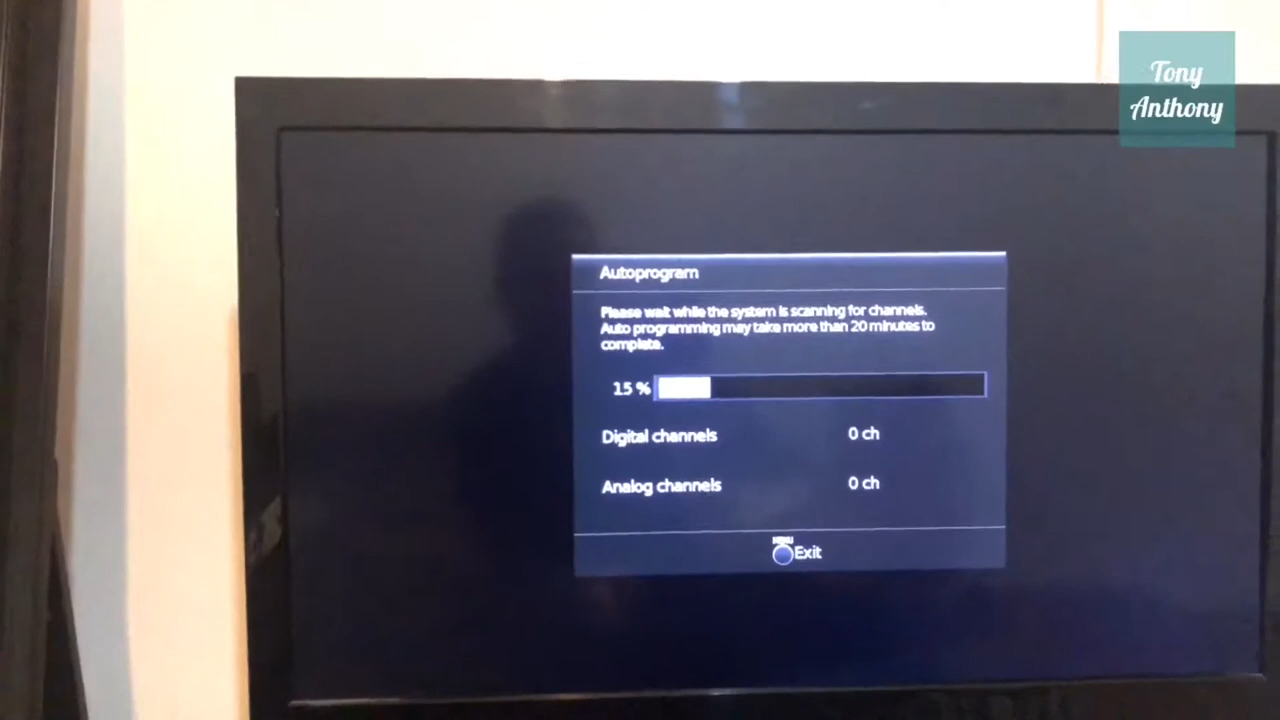 Tony
Anthony
Autoprogram
Please wait while the system is scanning for channels.
Auto programming may take more than 20 minutes to
complete.
15 %
Digital channels 0 ch
Analog channels 0 ch
MENU
Exit